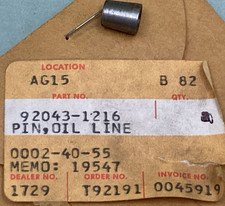 LOCATION
AG15 B 82
PART NO. QTY.
92043-1216
PIN,OIL LINE
0002-40-55
MEMO: 19547
DEALER NO. ORDER NO. INVOICE NO.
1729 T92191 0045919